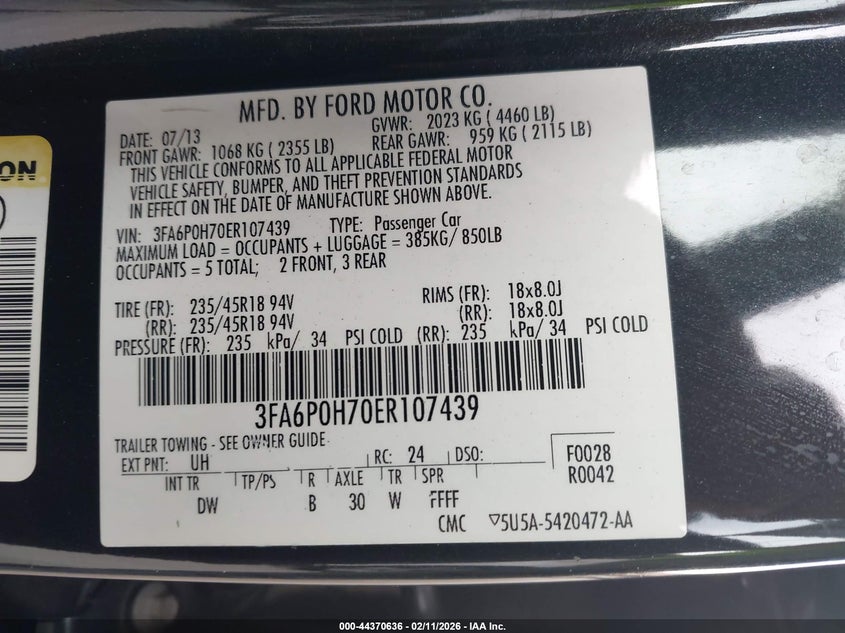 MFD. BY FORD MOTOR CO.
DATE: 07/13 GVWR: 2023 KG ( 4460 LB)
FRONT GAWR: 1068 KG ( 2355 LB) REAR GAWR: 959 KG ( 2115 LB)
THIS VEHICLE CONFORMS TO ALL APPLICABLE FEDERAL MOTOR
VEHICLE SAFETY, BUMPER, AND THEFT PREVENTION STANDARDS
IN EFFECT ON THE DATE OF MANUFACTURE SHOWN ABOVE.
VIN: 3FA6P0H70ER107439 TYPE: Passenger Car
MAXIMUM LOAD = OCCUPANTS + LUGGAGE = 385KG/ 850LB
OCCUPANTS = 5 TOTAL; 2 FRONT, 3 REAR
TIRE (FR): 235/45R18 94V RIMS (FR): 18x8.0J
(RR): 235/45R18 94V (RR): 18x8.0J
PRESSURE (FR): 235 kPa/ 34 PSI COLD (RR): 235 kPa/ 34 PSI COLD
3FA6P0H70ER107439
TRAILER TOWING - SEE OWNER GUIDE
EXT PNT: UH RC: 24 DSO: F0028
INT TR TP/PS R AXLE TR SPR R0042
DW B 30 W FFFF
CMC ▽5U5A-5420472-AA
ON
000-44370636 - 02/11/2026 - IAA Inc.